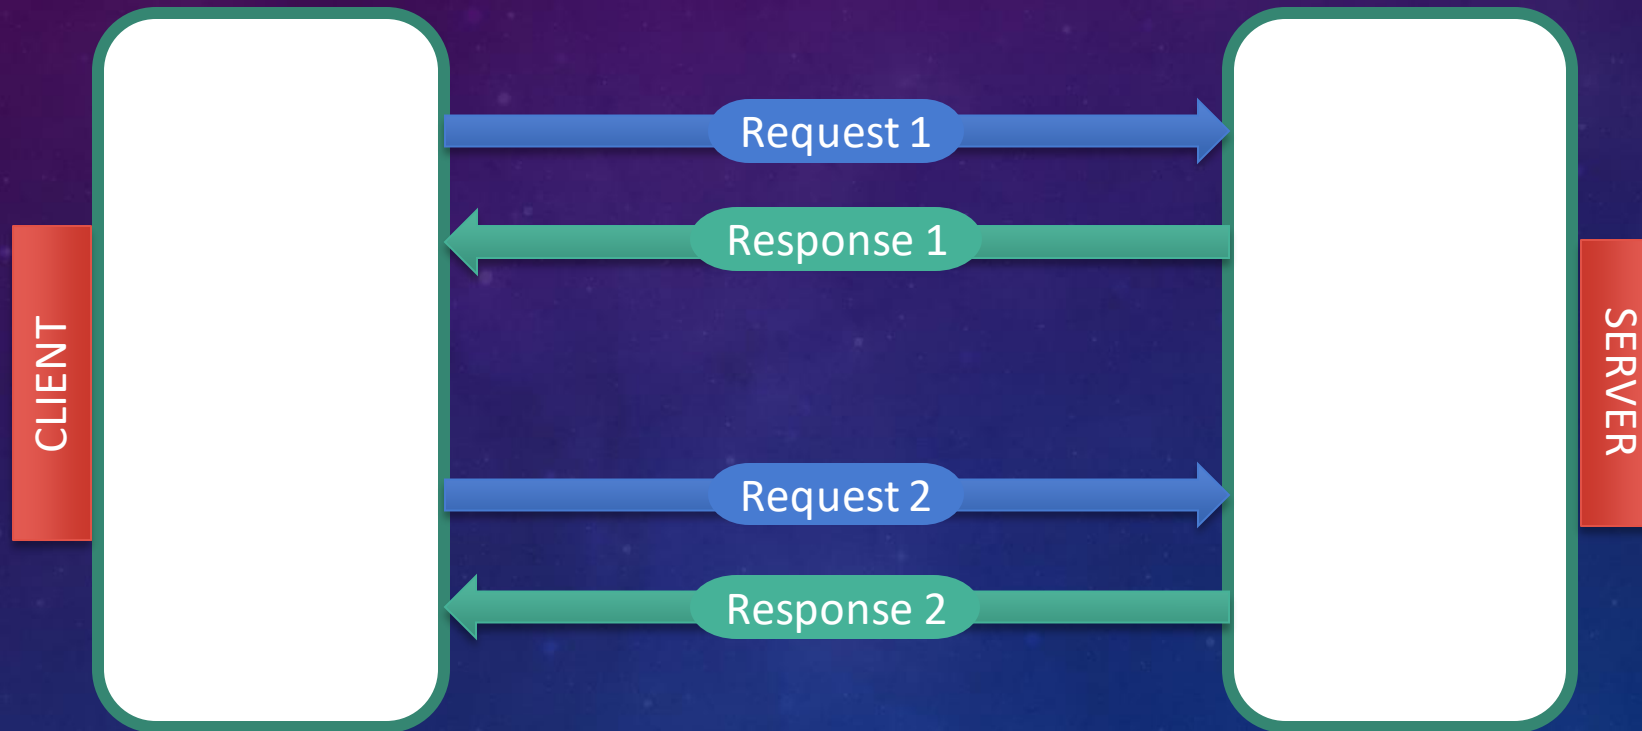 Request 1
Response 1
CLIENT
SERVER
Request 2
Response 2